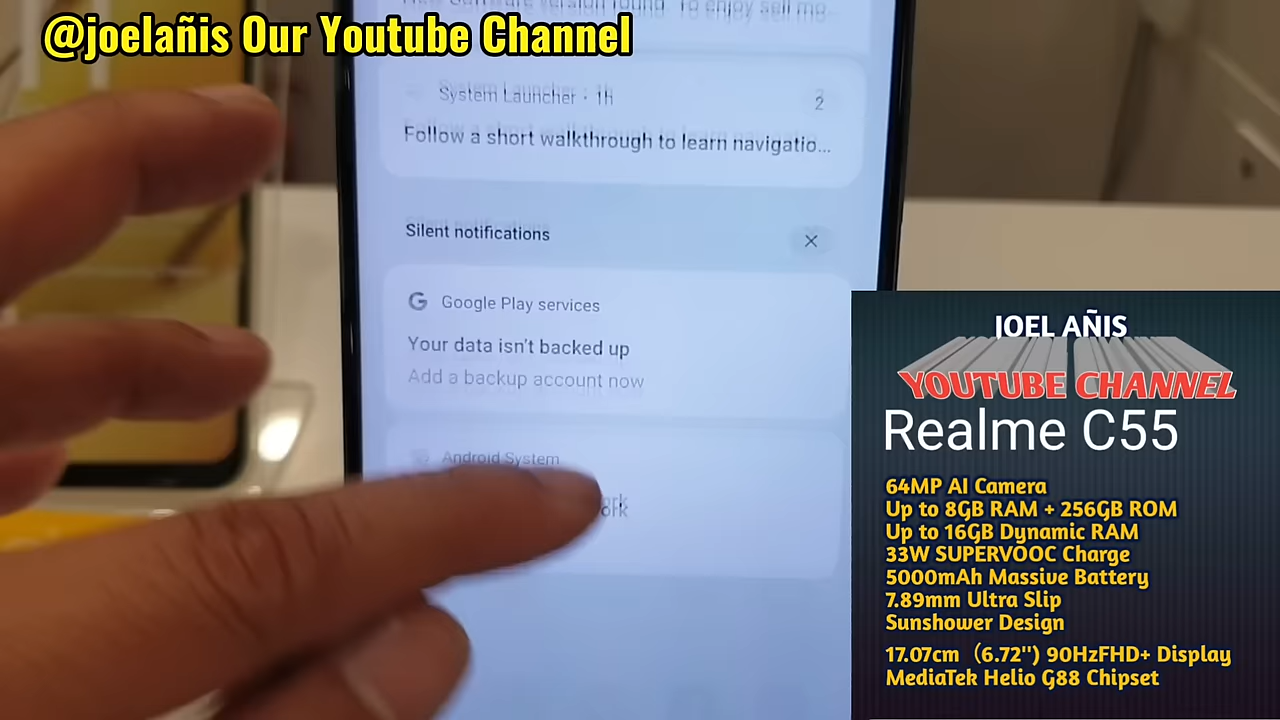 @joelañis Our Youtube Channel
System Launcher · 1h
2
Follow a short walkthrough to learn navigatio...
Silent notifications
Google Play services
Your data isn't backed up
Add a backup account now
Android System
JOEL AÑIS
YOUTUBE CHANNEL
Realme C55
64MP AI Camera
Up to 8GB RAM + 256GB ROM
Up to 16GB Dynamic RAM
33W SUPERVOOC Charge
5000mAh Massive Battery
7.89mm Ultra Slip
Sunshower Design
17.07cm (6.72'') 90HzFHD+ Display
MediaTek Helio G88 Chipset